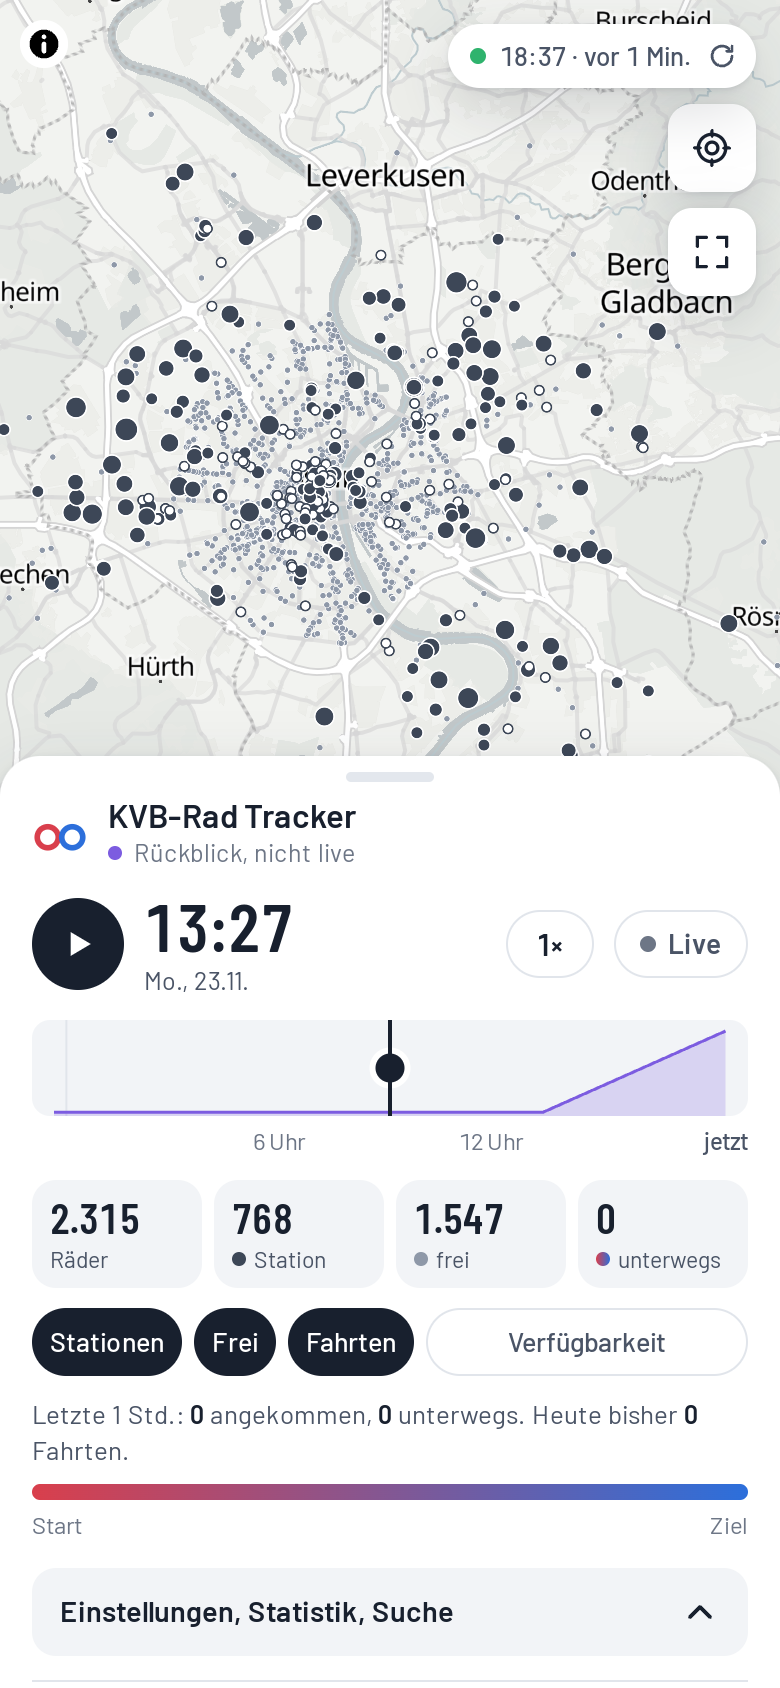 Burscheid
18:37 · vor 1 Min.
Leverkusen
Odenth
Berg
Gladbach
heim
echen
Rös
Hürth
KVB-Rad Tracker
Rückblick, nicht live
13:27
Mo., 23.11.
1×
Live
6 Uhr
12 Uhr
jetzt
2.315
768
1.547
0
Räder
Station
frei
unterwegs
Stationen
Frei
Fahrten
Verfügbarkeit
Letzte 1 Std.: 0 angekommen, 0 unterwegs. Heute bisher 0
Fahrten.
Start
Ziel
Einstellungen, Statistik, Suche